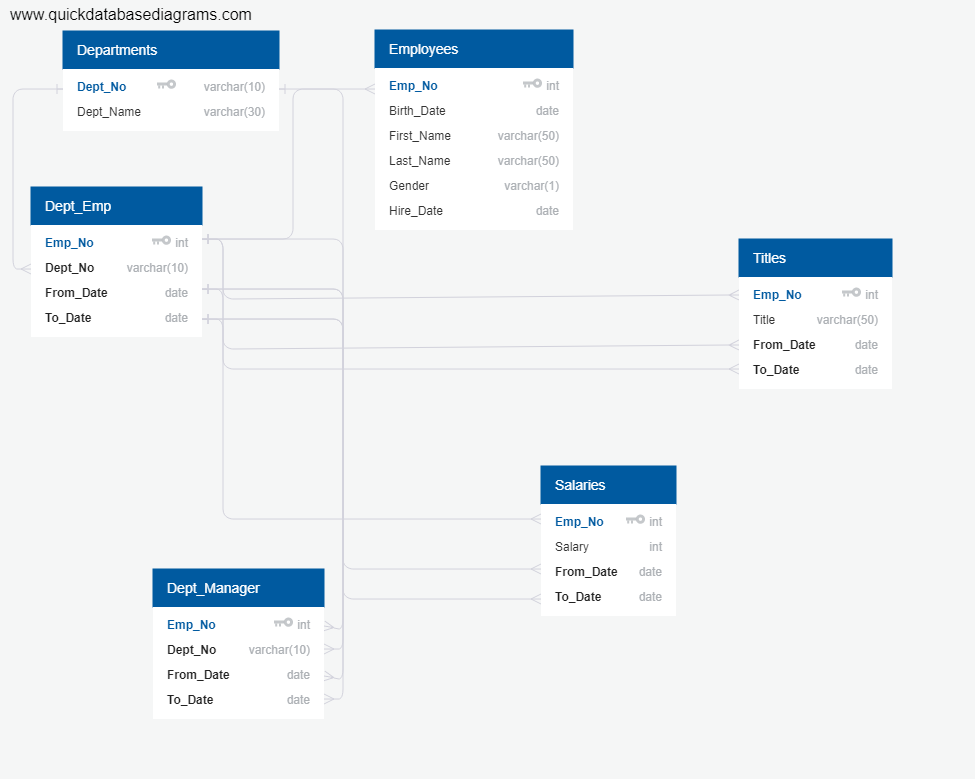 www.quickdatabasediagrams.com
Departments
Dept_No varchar(10)
Dept_Name varchar(30)
Employees
Emp_No int
Birth_Date date
First_Name varchar(50)
Last_Name varchar(50)
Gender varchar(1)
Hire_Date date
Dept_Emp
Emp_No int
Dept_No varchar(10)
From_Date date
To_Date date
Titles
Emp_No int
Title varchar(50)
From_Date date
To_Date date
Salaries
Emp_No int
Salary int
From_Date date
To_Date date
Dept_Manager
Emp_No int
Dept_No varchar(10)
From_Date date
To_Date date